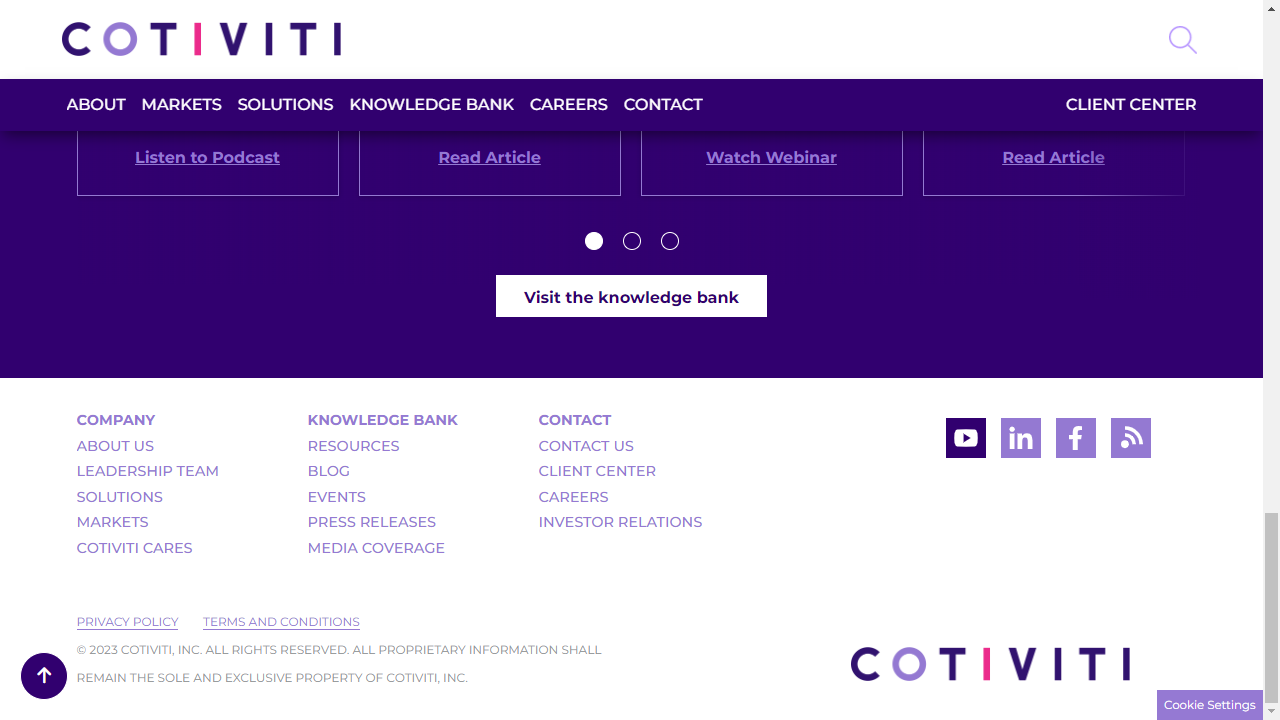 COTIVITI
ABOUT MARKETS SOLUTIONS KNOWLEDGE BANK CAREERS CONTACT CLIENT CENTER
Listen to Podcast Read Article Watch Webinar Read Article
Visit the knowledge bank
COMPANY
ABOUT US
LEADERSHIP TEAM
SOLUTIONS
MARKETS
COTIVITI CARES
KNOWLEDGE BANK
RESOURCES
BLOG
EVENTS
PRESS RELEASES
MEDIA COVERAGE
CONTACT
CONTACT US
CLIENT CENTER
CAREERS
INVESTOR RELATIONS
in f
PRIVACY POLICY TERMS AND CONDITIONS
© 2023 COTIVITI, INC. ALL RIGHTS RESERVED. ALL PROPRIETARY INFORMATION SHALL
REMAIN THE SOLE AND EXCLUSIVE PROPERTY OF COTIVITI, INC.
COTIVITI
Cookie Settings